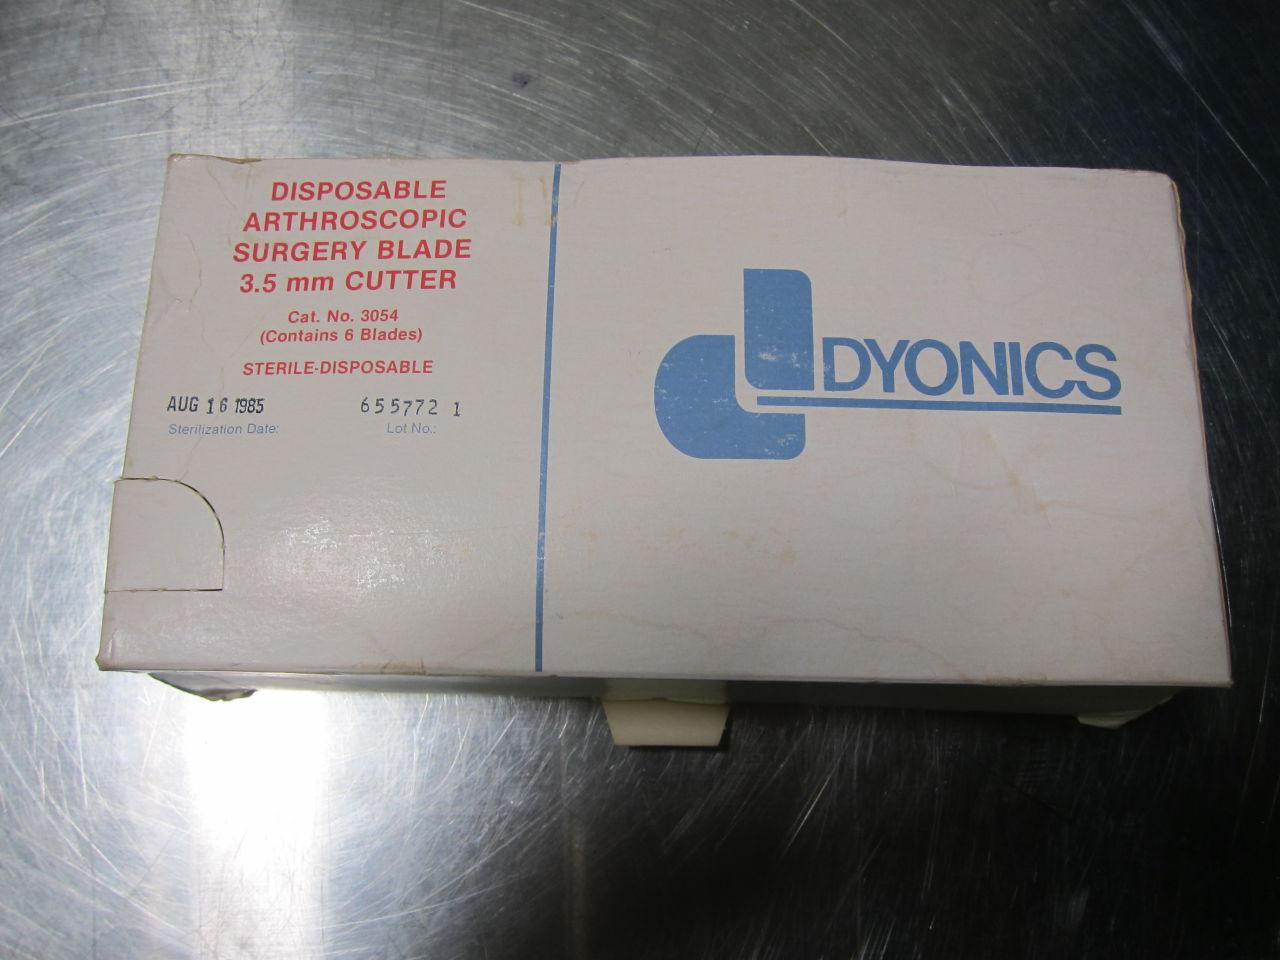 DISPOSABLE
ARTHROSCOPIC
SURGERY BLADE
3.5 mm CUTTER
Cat. No. 3054
(Contains 6 Blades)
STERILE-DISPOSABLE
AUG 16 1985 655772 1
Sterilization Date: Lot No.:
DYONICS